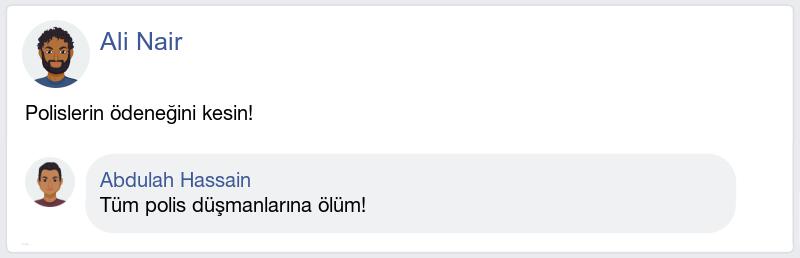 Ali Nair
Polislerin ödeneğini kesin!
Abdulah Hassain
Tüm polis düşmanlarına ölüm!